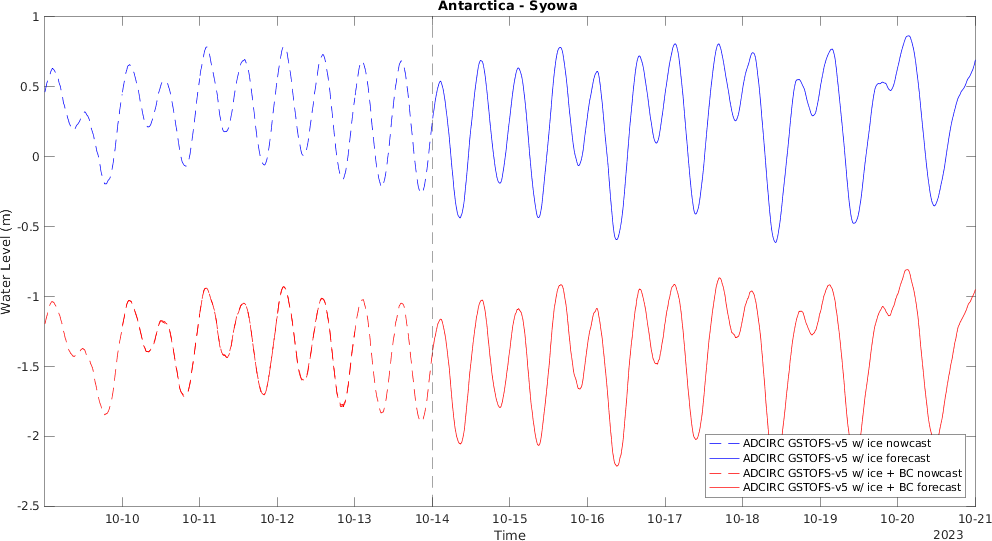 Antarctica - Syowa
1
0.5
0
-0.5
-1
-1.5
-2
-2.5
Water Level (m)
ADCIRC GSTOFS-v5 w/ ice nowcast
ADCIRC GSTOFS-v5 w/ ice forecast
ADCIRC GSTOFS-v5 w/ ice + BC nowcast
ADCIRC GSTOFS-v5 w/ ice + BC forecast
10-10 10-11 10-12 10-13 10-14 10-15 10-16 10-17 10-18 10-19 10-20 10-21
Time
2023